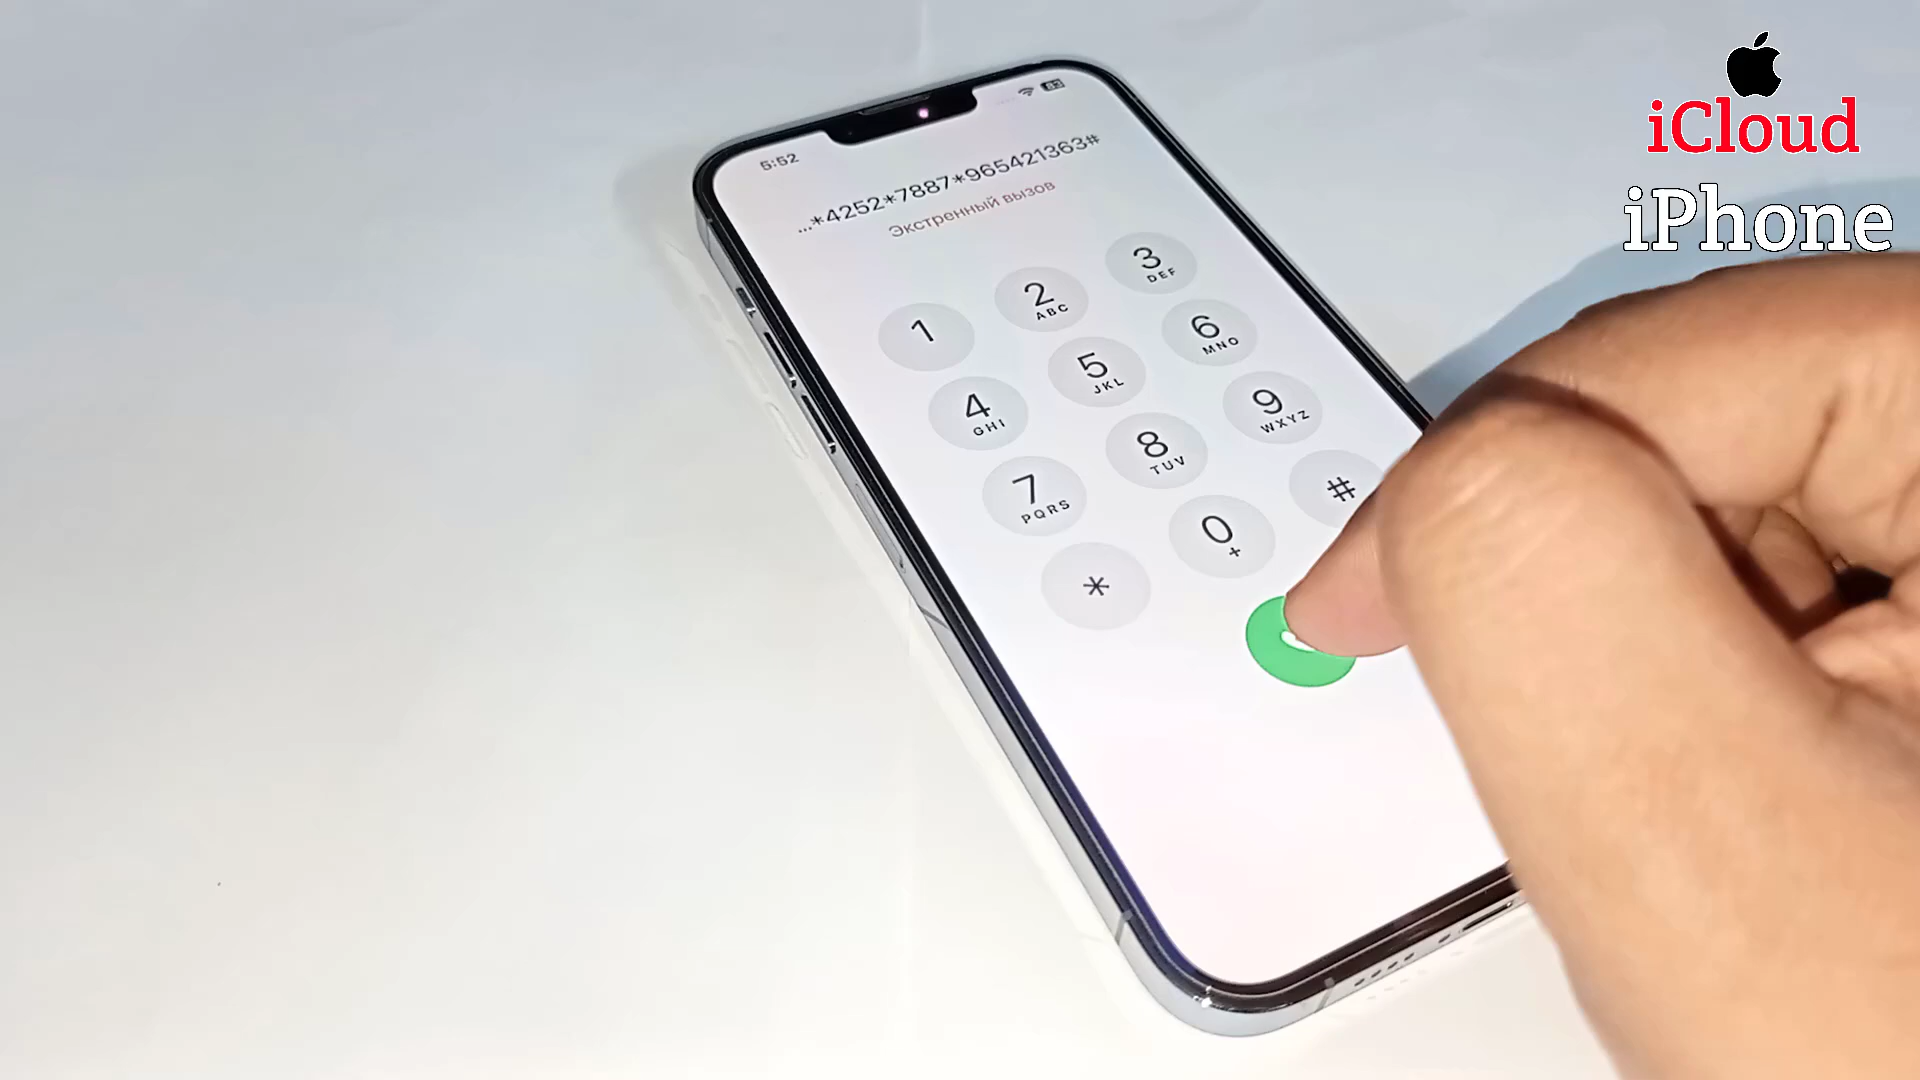 iCloud
iPhone
5:52
...*4252*7887*965421363#
Экстренный вызов
1
2
ABC
3
DEF
4
GHI
5
JKL
6
MNO
7
PQRS
8
TUV
9
WXYZ
*
0
+
#